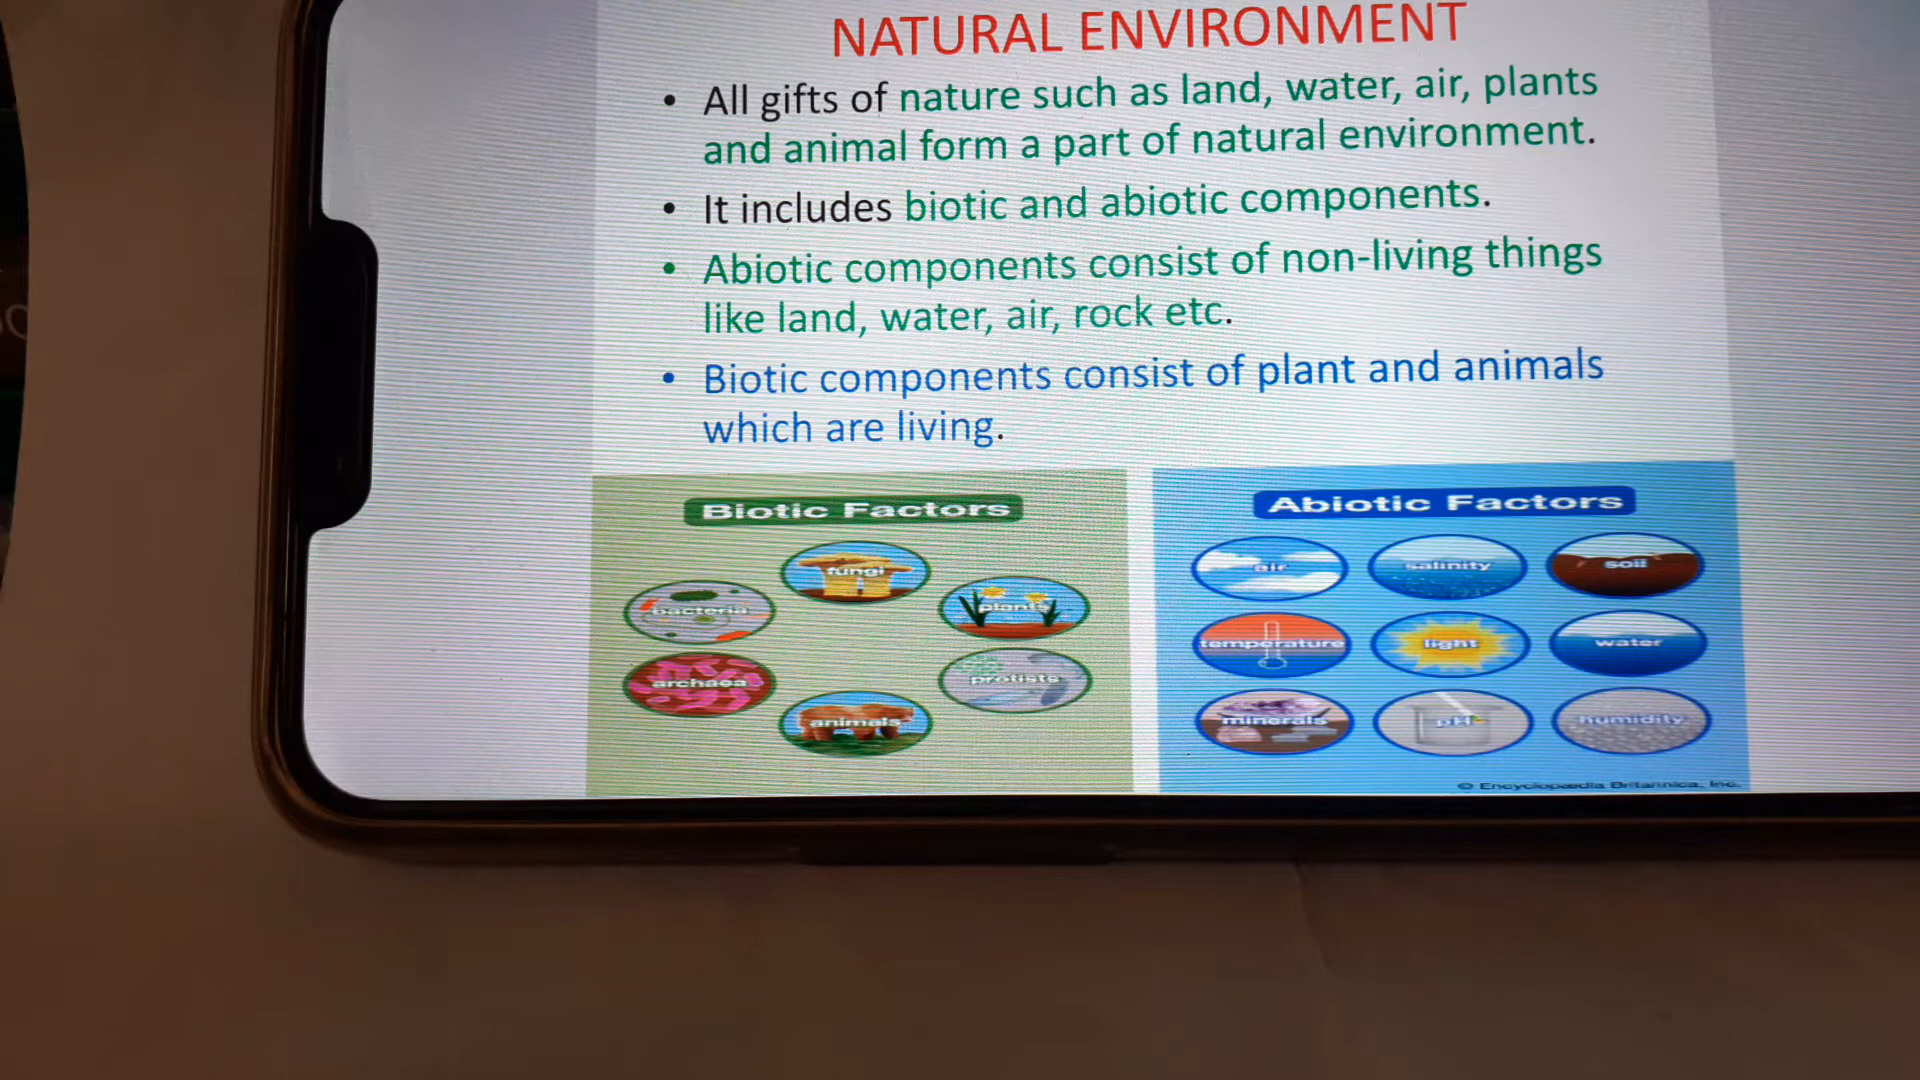 NATURAL ENVIRONMENT
• All gifts of nature such as land, water, air, plants
and animal form a part of natural environment.
• It includes biotic and abiotic components.
• Abiotic components consist of non-living things
like land, water, air, rock etc.
• Biotic components consist of plant and animals
which are living.
Biotic Factors
fungi
bacteria
plants
archaea
protists
animals
Abiotic Factors
air
salinity
soil
temperature
light
water
minerals
pH
humidity
© Encyclopædia Britannica, Inc.